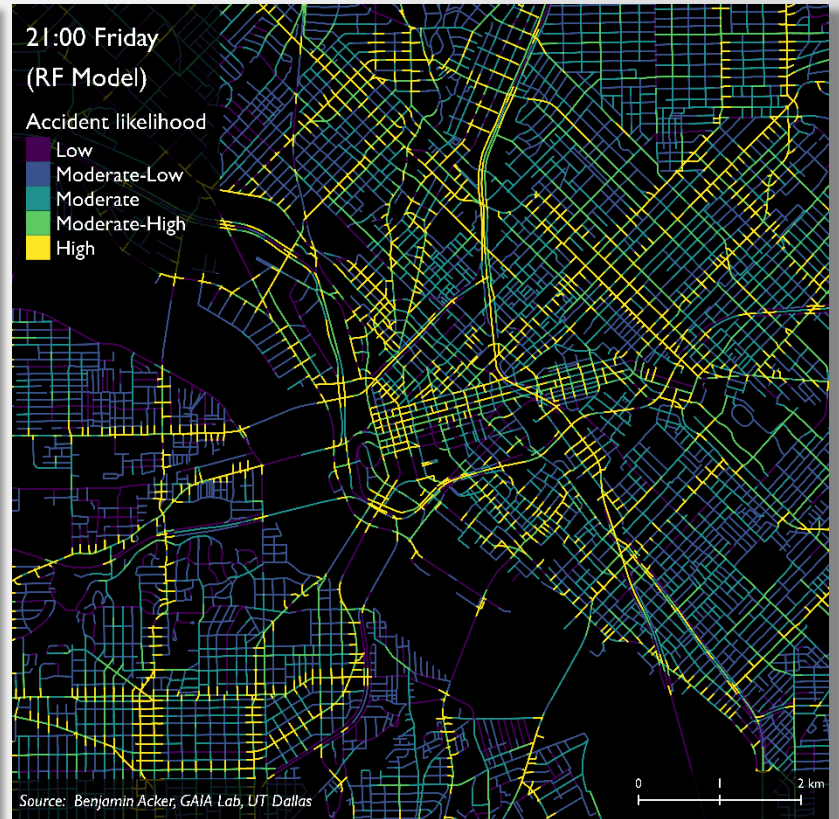 21:00 Friday
(RF Model)
Accident likelihood
Low
Moderate-Low
Moderate
Moderate-High
High
Source: Benjamin Acker, GAIA Lab, UT Dallas
0 1 2 km